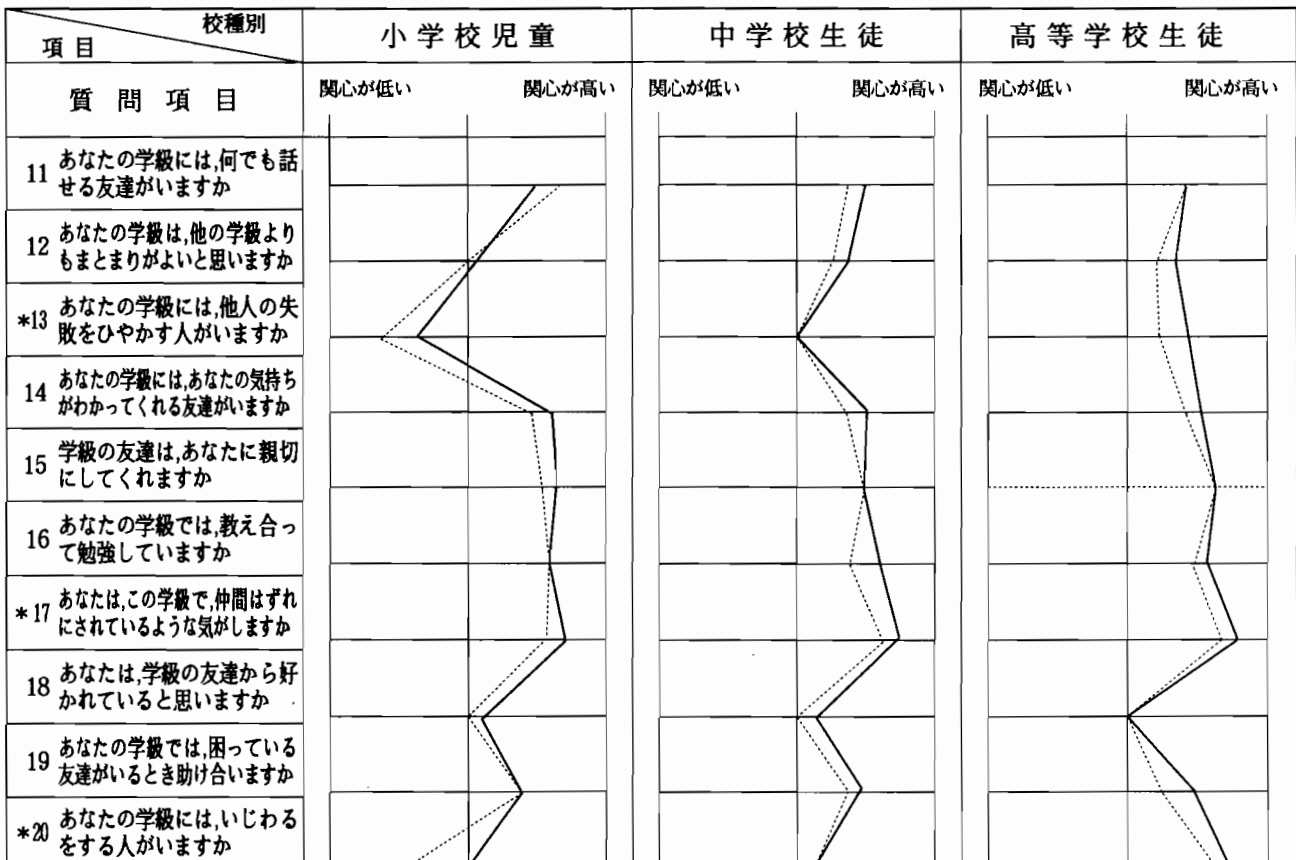 校種別
項目
小学校児童
中学校生徒
高等学校生徒
質問項目
関心が低い 関心が高い
関心が低い 関心が高い
関心が低い 関心が高い
11 あなたの学級には,何でも話
せる友達がいますか
12 あなたの学級は,他の学級より
もまとまりがよいと思いますか
*13 あなたの学級には,他人の失
敗をひやかす人がいますか
14 あなたの学級には,あなたの気持ち
がわかってくれる友達がいますか
15 学級の友達は,あなたに親切
にしてくれますか
16 あなたの学級では,教え合っ
て勉強していますか
*17 あなたは,この学級で,仲間はずれ
にされているような気がしますか
18 あなたは,学級の友達から好
かれていると思いますか
19 あなたの学級では,困っている
友達がいるとき助け合いますか
*20 あなたの学級には,いじわる
をする人がいますか